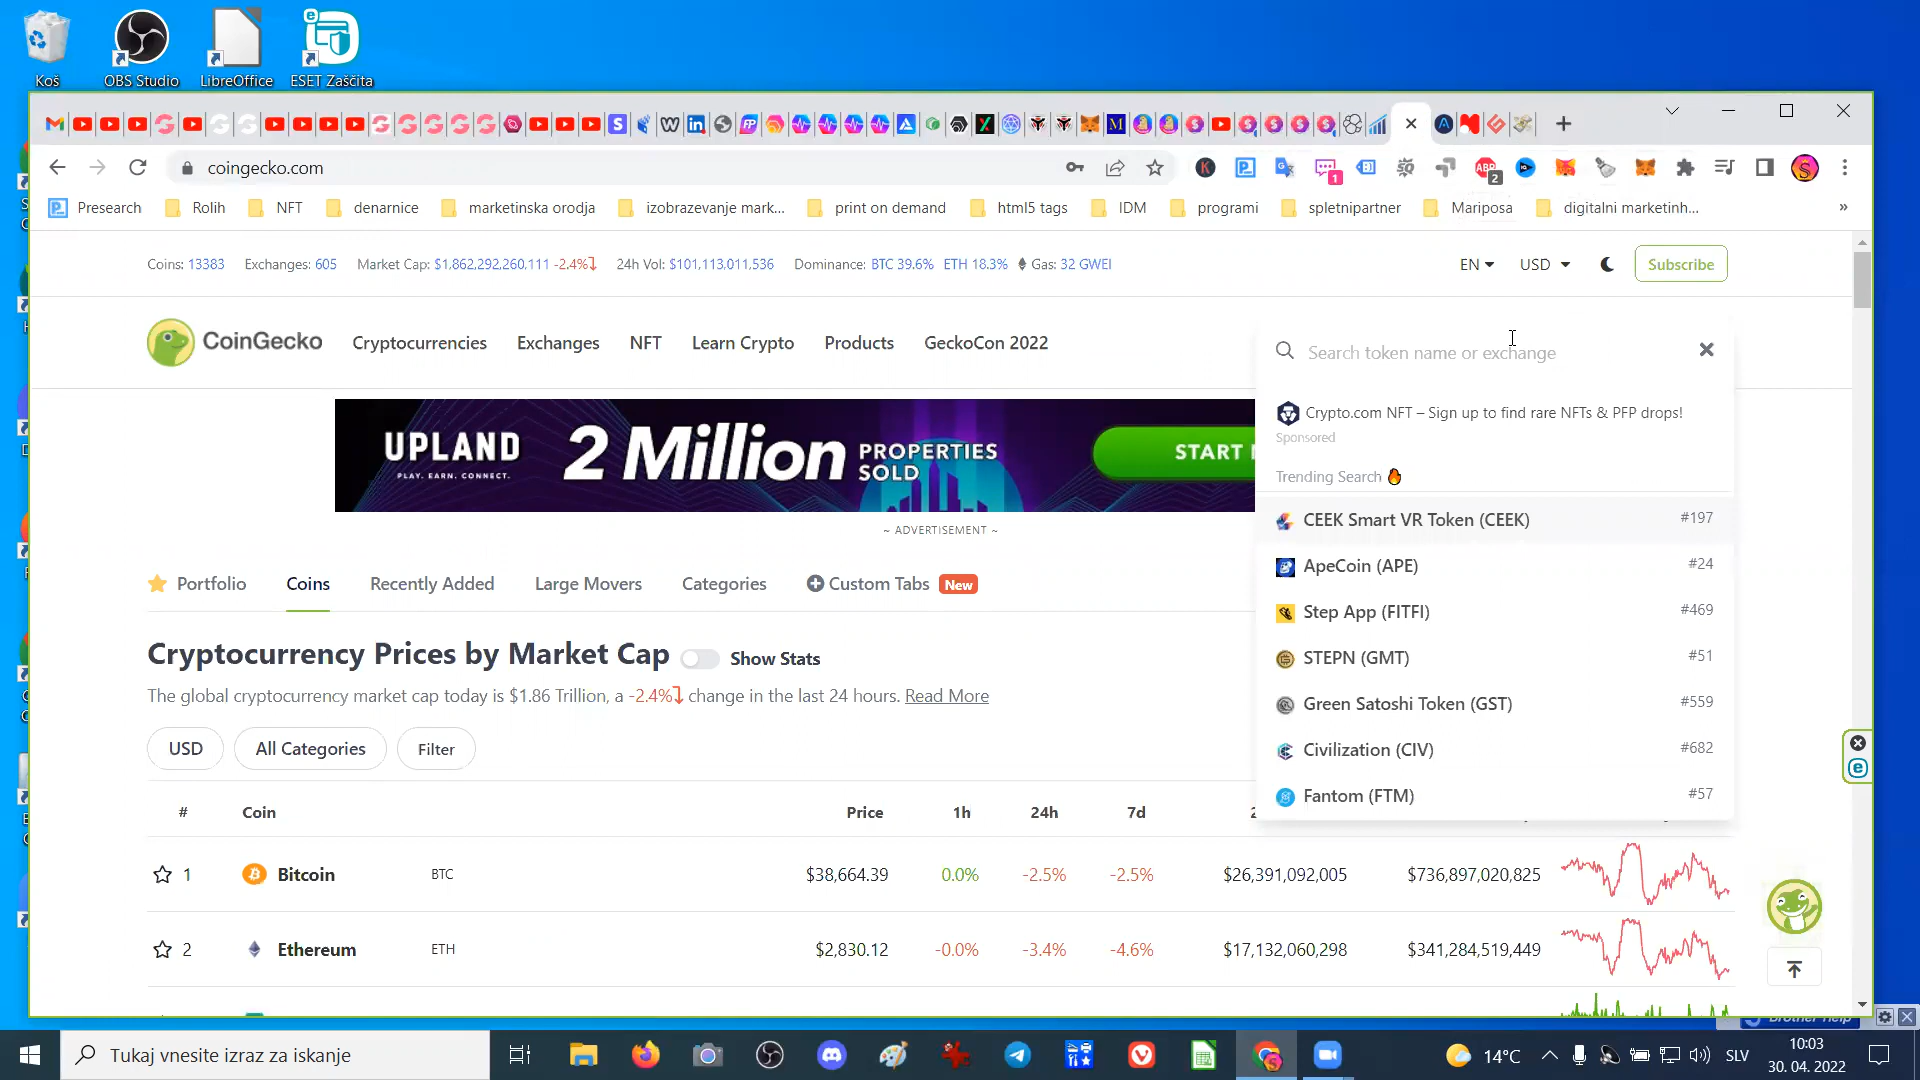 Koš
OBS Studio
LibreOffice
ESET Zaščita
coingecko.com
1
ABP
2
Presearch
Rolih
NFT
denarnice
marketinska orodja
izobrazevanje mark...
print on demand
html5 tags
IDM
programi
spletnipartner
Mariposa
digitalni marketinh...
»
Coins: 13383
Exchanges: 605
Market Cap: $1,862,292,260,111 -2.4%
24h Vol: $101,113,011,536
Dominance: BTC 39.6% ETH 18.3%
Gas: 32 GWEI
EN
USD
Subscribe
CoinGecko
Cryptocurrencies
Exchanges
NFT
Learn Crypto
Products
GeckoCon 2022
Search token name or exchange
Crypto.com NFT – Sign up to find rare NFTs & PFP drops!
Sponsored
Trending Search
CEEK Smart VR Token (CEEK) #197
ApeCoin (APE) #24
Step App (FITFI) #469
STEPN (GMT) #51
Green Satoshi Token (GST) #559
Civilization (CIV) #682
Fantom (FTM) #57
UPLAND
PLAY. EARN. CONNECT.
2 Million
PROPERTIES
SOLD
START
~ ADVERTISEMENT ~
Portfolio
Coins
Recently Added
Large Movers
Categories
Custom Tabs
New
Cryptocurrency Prices by Market Cap
Show Stats
The global cryptocurrency market cap today is $1.86 Trillion, a -2.4% change in the last 24 hours. Read More
USD
All Categories
Filter
# Coin Price 1h 24h 7d
1 Bitcoin BTC $38,664.39 0.0% -2.5% -2.5% $26,391,092,005 $736,897,020,825
2 Ethereum ETH $2,830.12 -0.0% -3.4% -4.6% $17,132,060,298 $341,284,519,449
Tukaj vnesite izraz za iskanje
14°C
SLV
10:03
30. 04. 2022